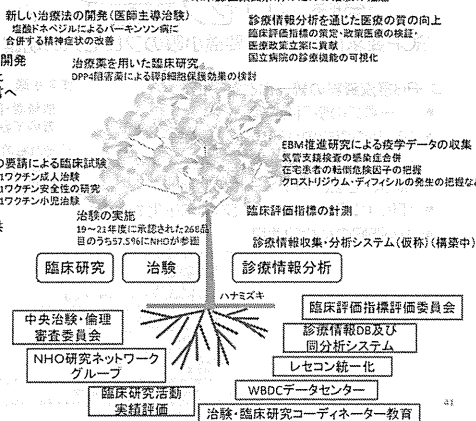 新しい治療法の開発（医師主導治験）
塩酸ドネペジルによるパーキンソン病に
合併する精神症状の改善
診療情報分析を通じた医療の質の向上
臨床評価指標の策定・政策医療の検証・
医療政策立案に貢献
国立病院の診療機能の可視化
開発
へ
治療薬を用いた臨床研究
DPP4阻害薬による膵β細胞保護効果の検討
の要請による臨床試験
1ワクチン成人治験
1ワクチン安全性の研究
1ワクチン小児治験
EBM推進研究による疫学データの収集
気管支鏡検査の感染症合併
在宅患者の転倒危険因子の把握
クロストリジウム・ディフィシルの発生の把握な
治験の実施
19～21年度に承認された268品
目のうち57.5％にNHOが参画
臨床評価指標の計測
診療情報収集・分析システム（仮称）（構築中）
臨床研究
治験
診療情報分析
ハナミズキ
中央治験・倫理
審査委員会
NHO研究ネットワーク
グループ
臨床研究活動
実績評価
臨床評価指標評価委員会
診療情報DB及び
同分析システム
レセコン統一化
WBDCデータセンター
治験・臨床研究コーディネーター教育
41